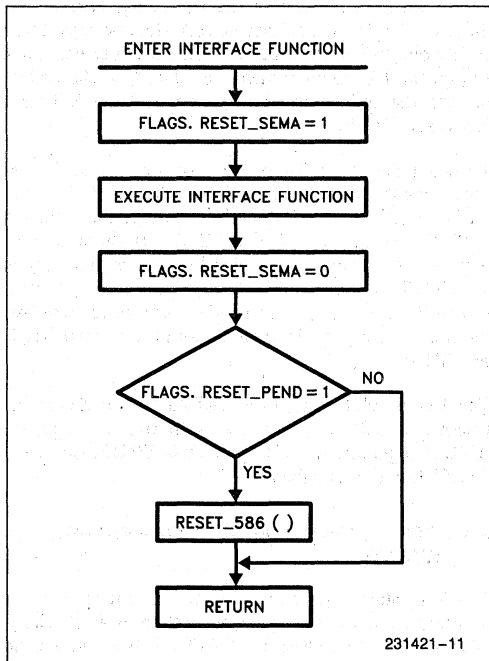 ENTER INTERFACE FUNCTION
FLAGS. RESET_SEMA = 1
EXECUTE INTERFACE FUNCTION
FLAGS. RESET_SEMA = 0
FLAGS. RESET_PEND = 1
NO
YES
RESET_586 ( )
RETURN
231421-11